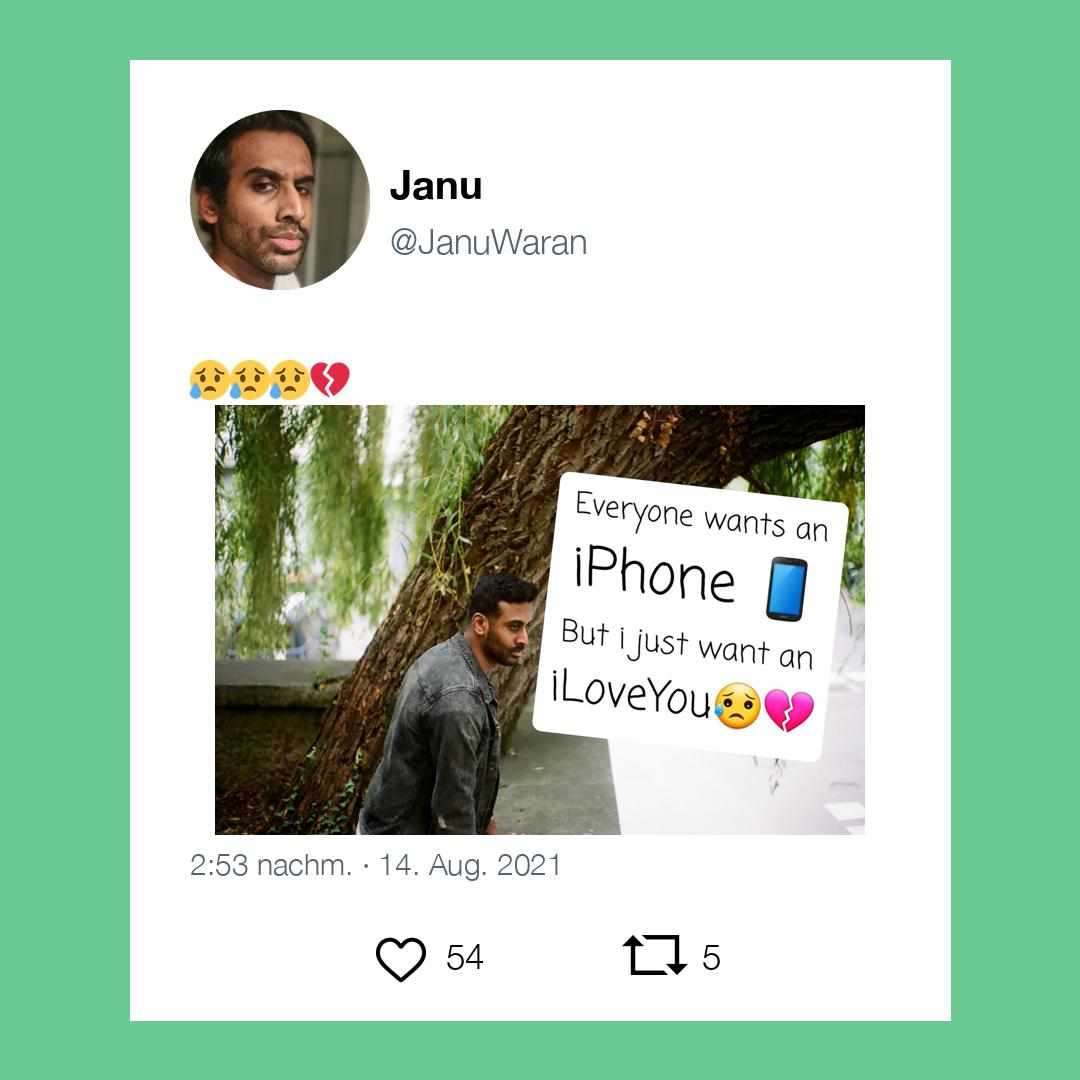 Janu
@JanuWaran
😥😥😥💔
Everyone wants an
iPhone 📱
But i just want an
iLoveYou😥💔
2:53 nachm. · 14. Aug. 2021
54
5